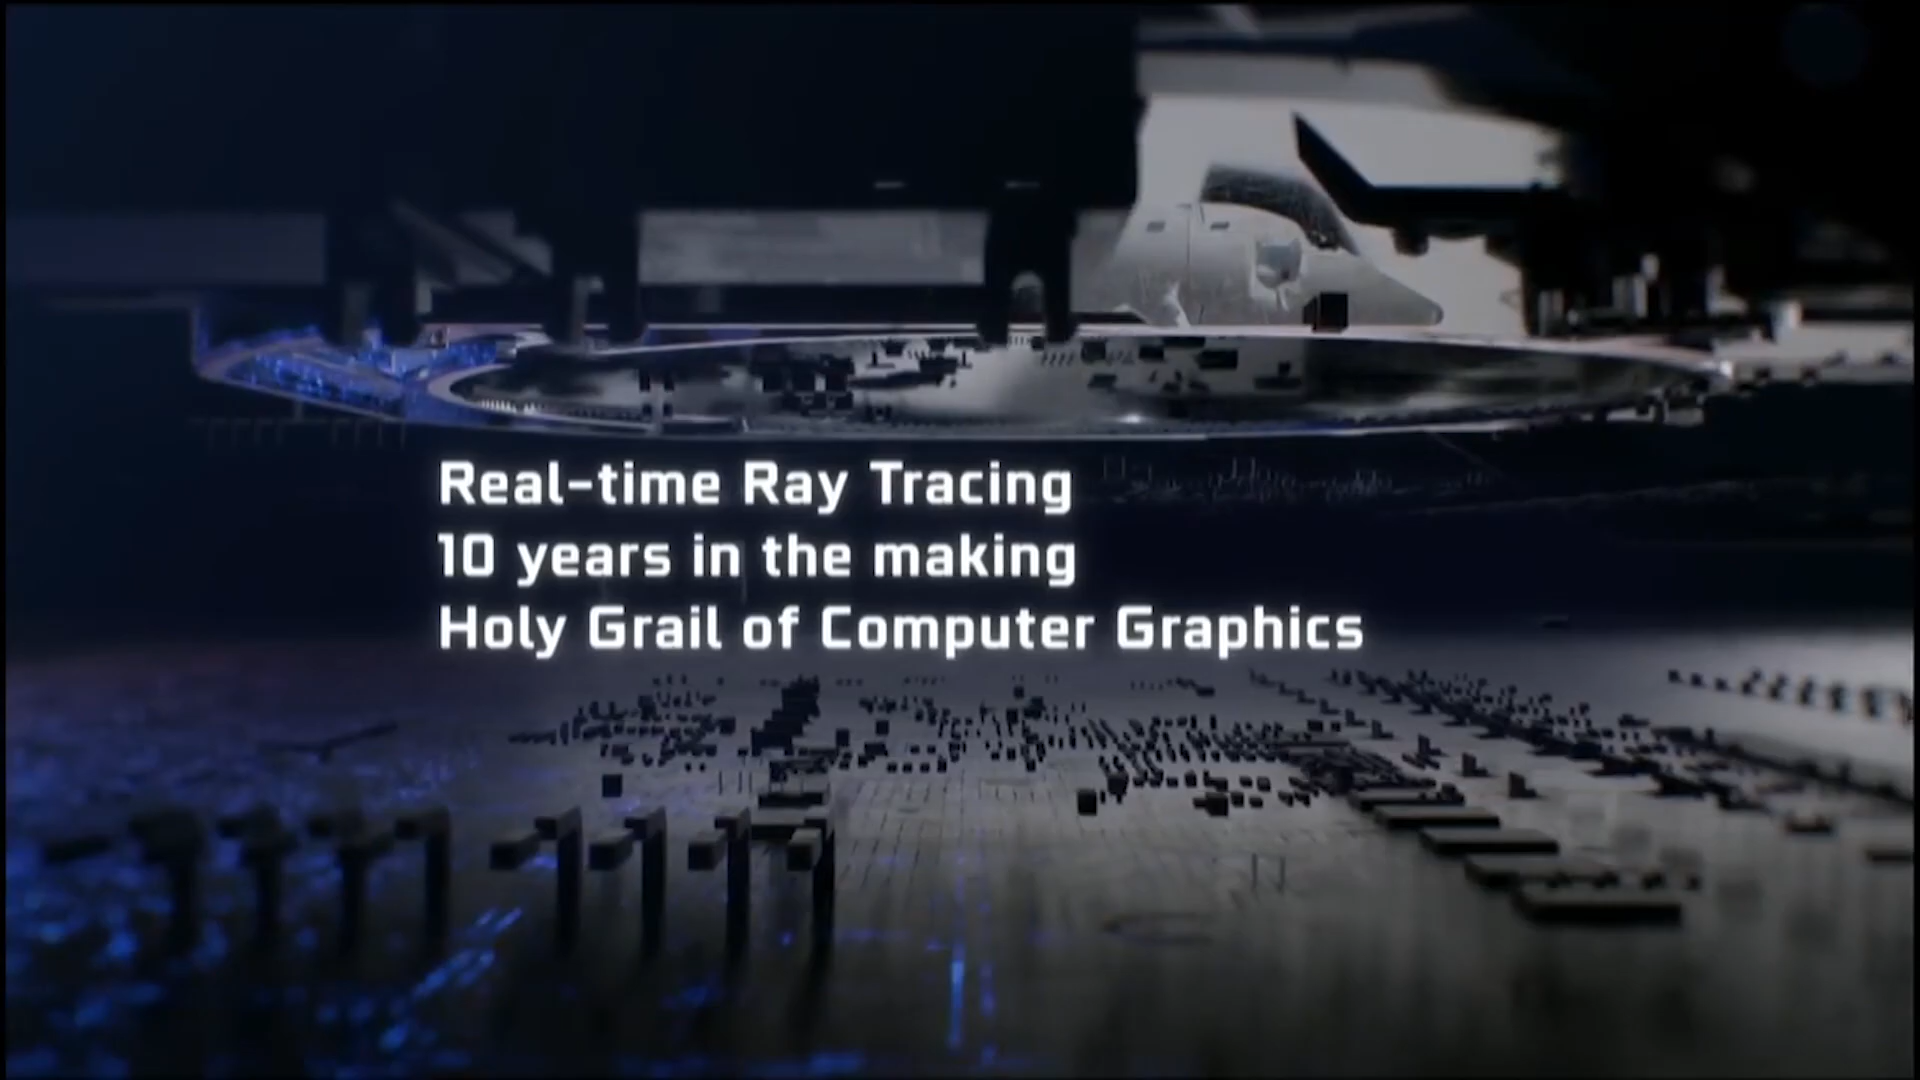 Real-time Ray Tracing
10 years in the making
Holy Grail of Computer Graphics